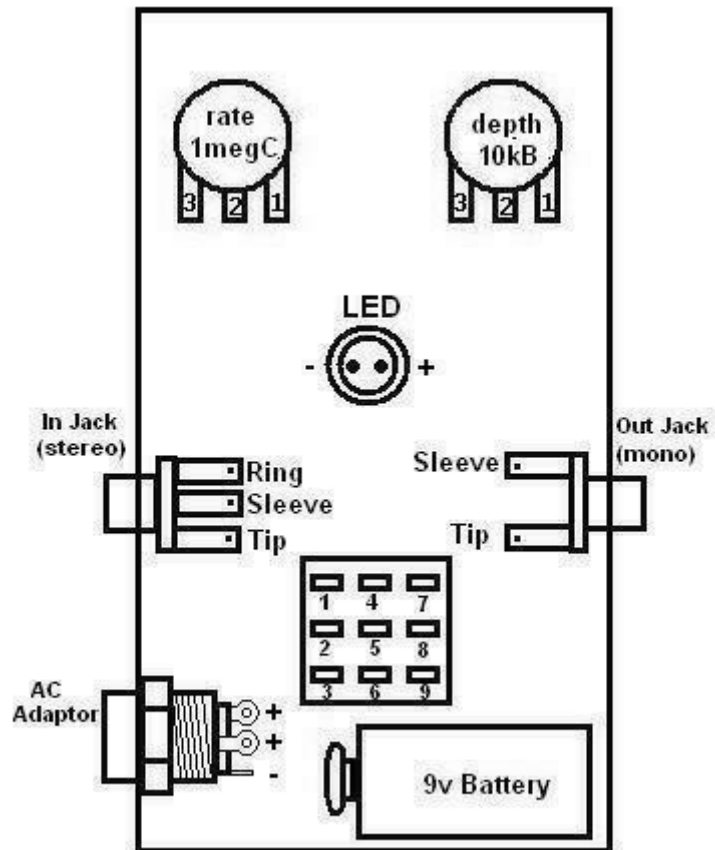 rate
1megC
3 2 1
depth
10kB
3 2 1
LED
- +
In Jack
(stereo)
Ring
Sleeve
Tip
Out Jack
(mono)
Sleeve
Tip
1 4 7
2 5 8
3 6 9
AC
Adaptor
+
+
-
9v Battery